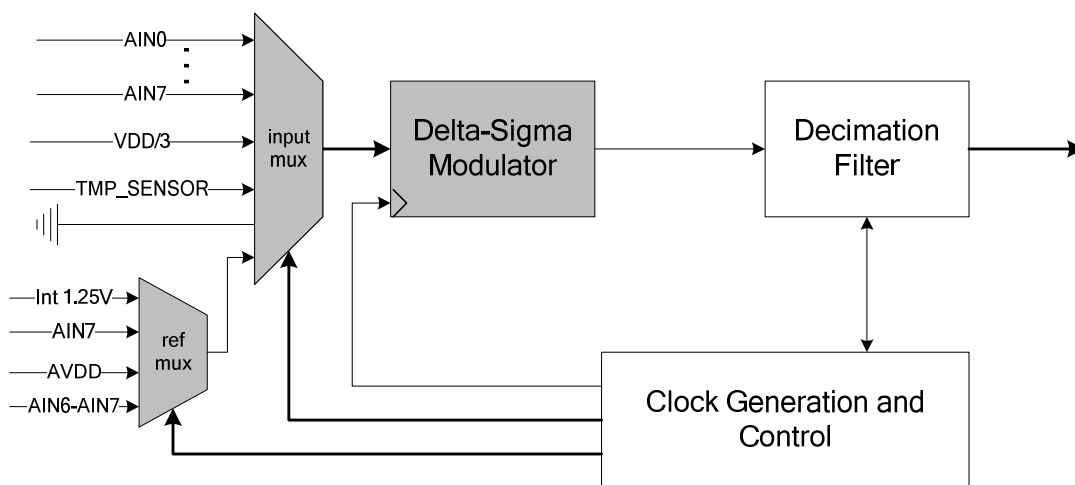 AIN0
AIN7
VDD/3
TMP_SENSOR
input
mux
Delta-Sigma
Modulator
Decimation
Filter
Int 1.25V
AIN7
AVDD
AIN6-AIN7
ref
mux
Clock Generation and
Control